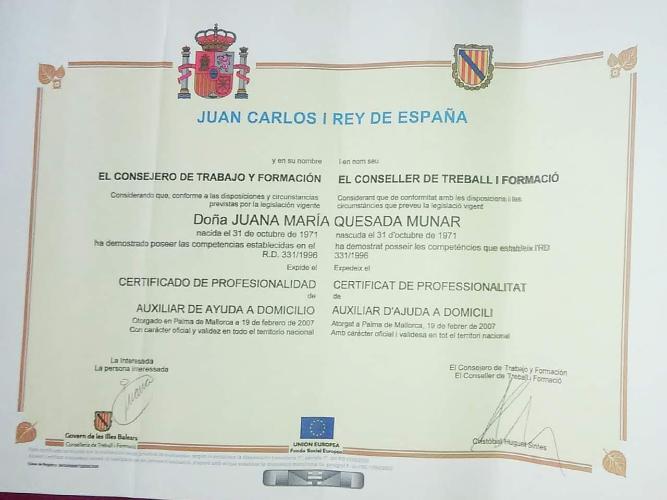 JUAN CARLOS I REY DE ESPAÑA
y en su nombre
EL CONSEJERO DE TRABAJO Y FORMACIÓN
Considerando que, conforme a las disposiciones y circunstancias
previstas por la legislación vigente
i en nom seu
EL CONSELLER DE TREBALL I FORMACIÓ
Considerant que de conformitat amb les disposicions i les
circumstàncies que preveu la legislació vigent
Doña JUANA MARÍA QUESADA MUNAR
nacida el 31 de octubre de 1971
ha demostrado poseer las competencias establecidas en el
R.D. 331/1996
Expide el
CERTIFICADO DE PROFESIONALIDAD
de
AUXILIAR DE AYUDA A DOMICILIO
Otorgado en Palma de Mallorca a 19 de febrero de 2007
Con carácter oficial y validez en todo el territorio nacional
nascuda el 31 d'octubre de 1971
ha demostrat posseir les competències que estableix l'RD
331/1996
Expedeix el
CERTIFICAT DE PROFESSIONALITAT
de
AUXILIAR D'AJUDA A DOMICILI
Atorgat a Palma de Mallorca, 19 de febrer de 2007
Amb caràcter oficial i validesa en tot el territori nacional
La Interesada
La persona interessada
Juana
El Consejero de Trabajo y Formación
El Conseller de Treball i Formació
Cristóbal Huguet Sintes
Govern de les Illes Balears
Conselleria de Treball i Formació
UNIÓN EUROPEA
Fondo Social Europeo